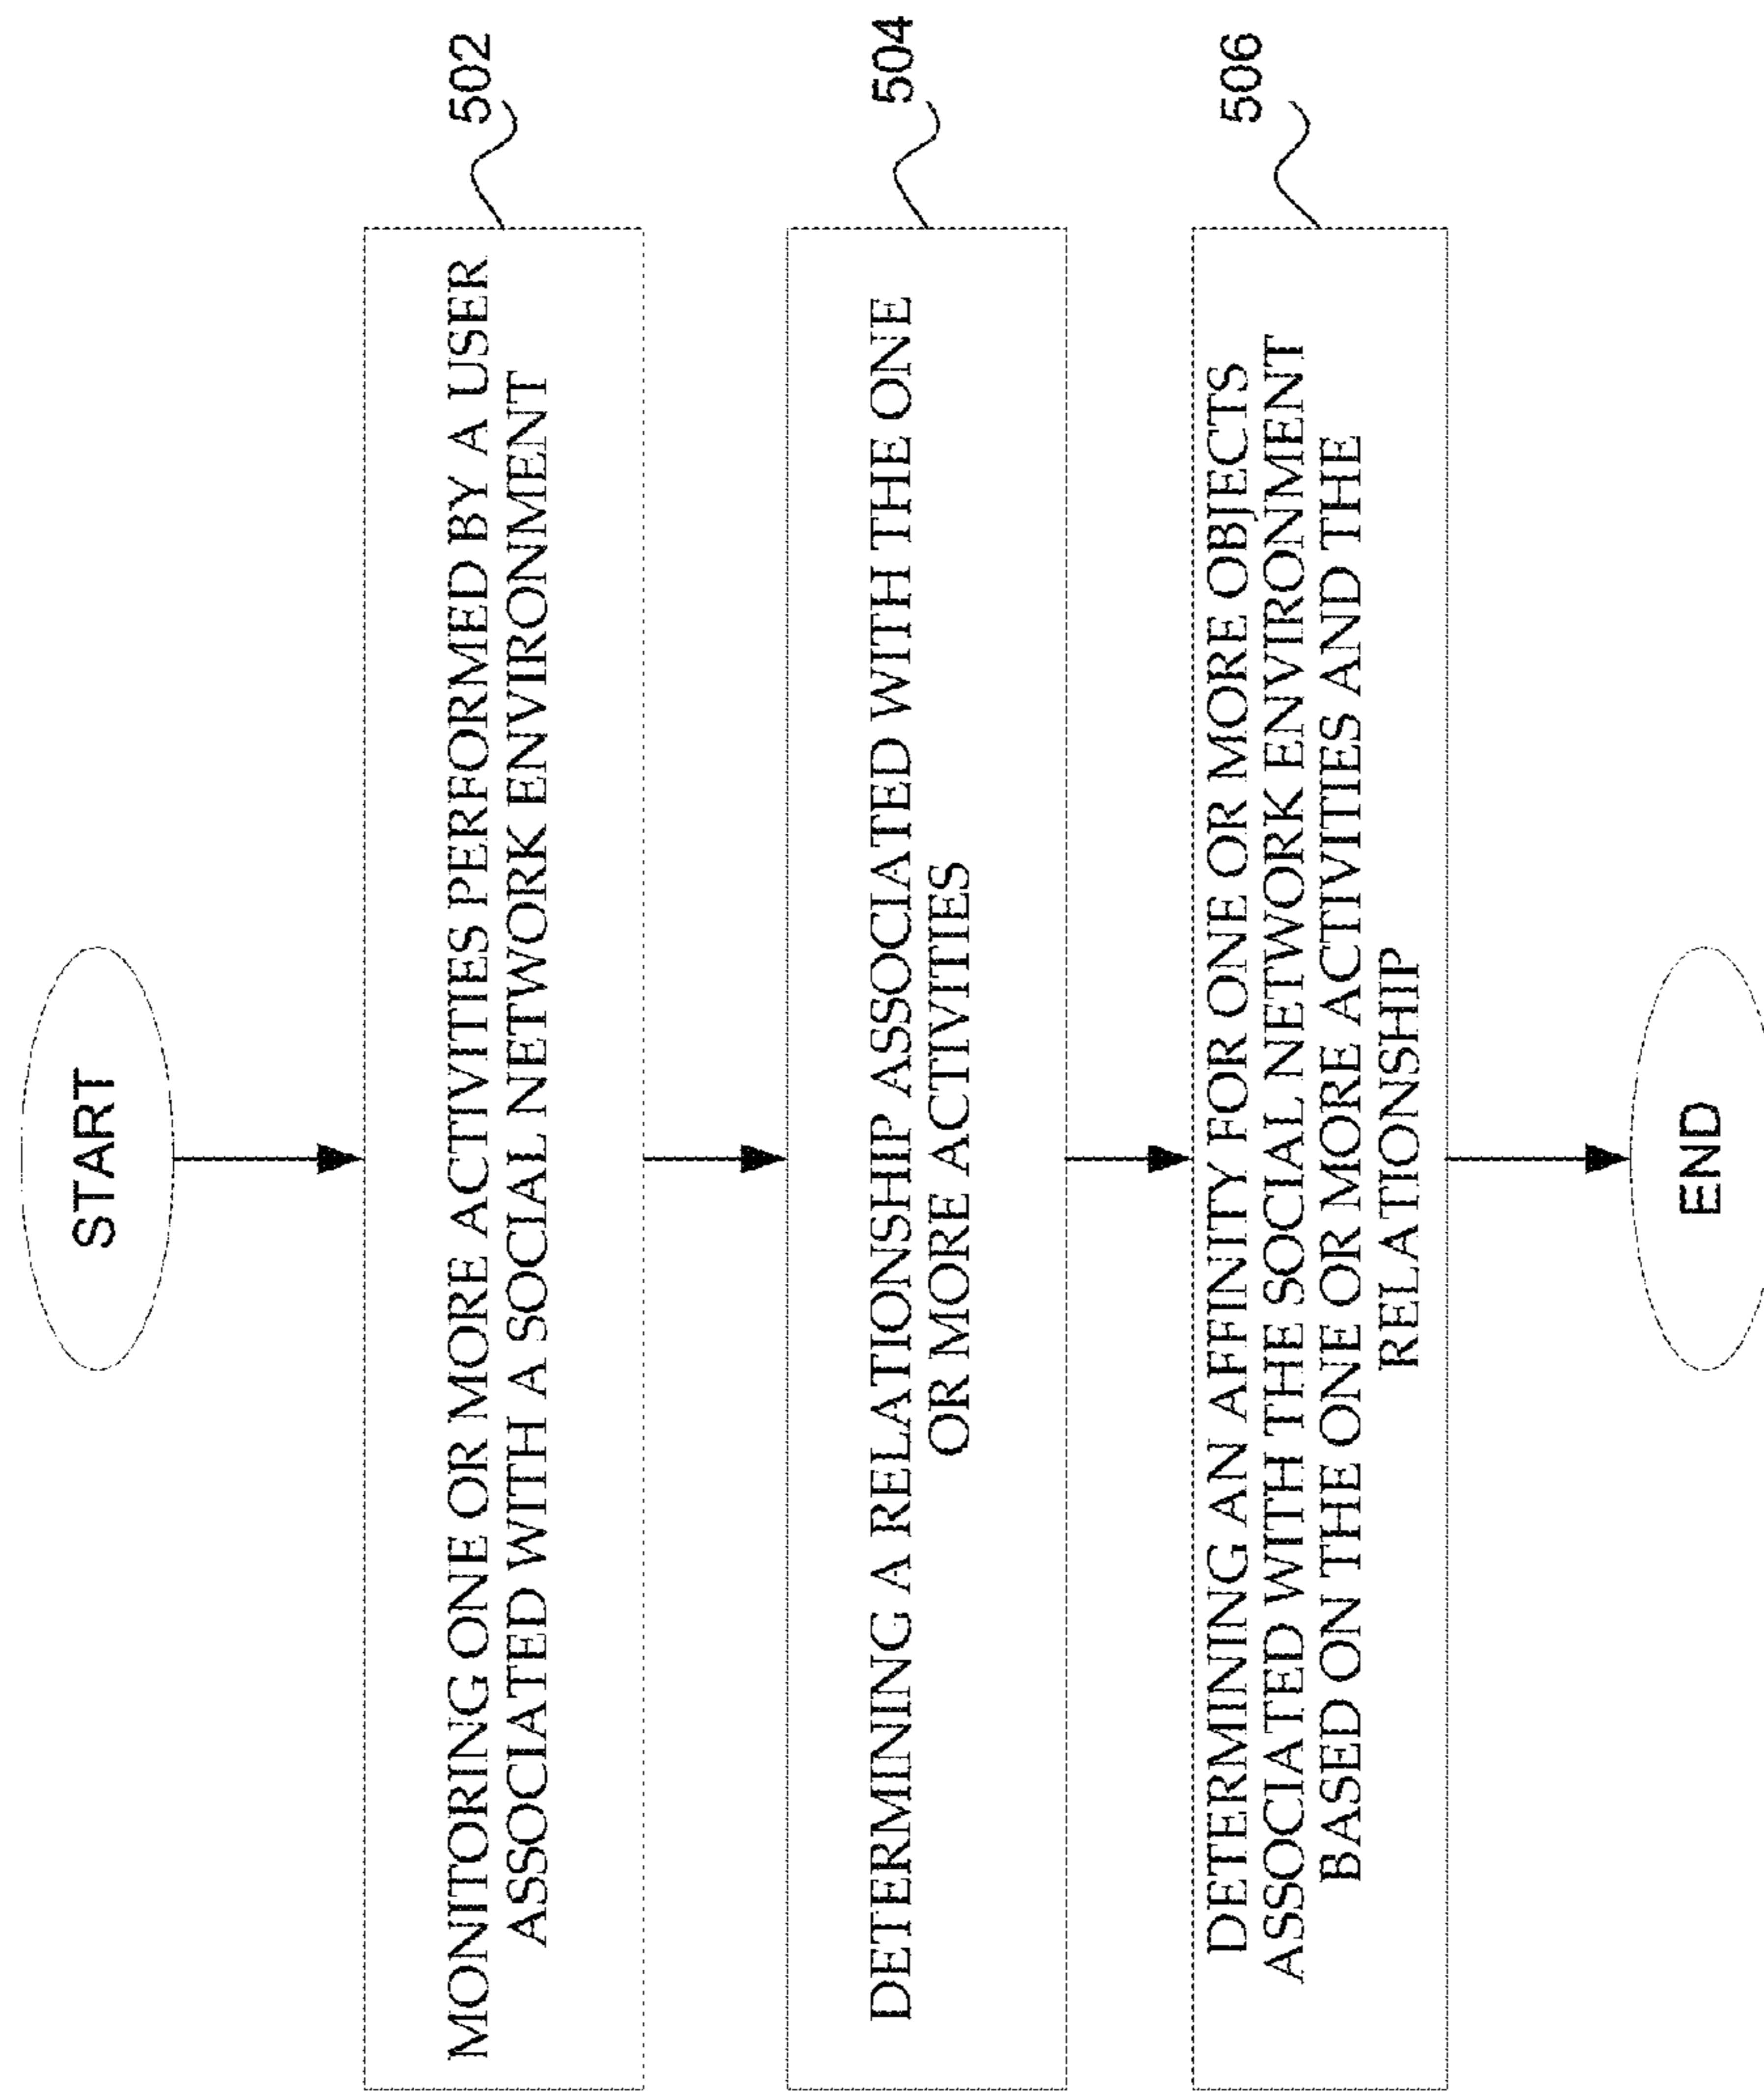 START
MONITORING ONE OR MORE ACTIVITIES PERFORMED BY A USER
ASSOCIATED WITH A SOCIAL NETWORK ENVIRONMENT
502
DETERMINING A RELATIONSHIP ASSOCIATED WITH THE ONE
OR MORE ACTIVITIES
504
DETERMINING AN AFFINITY FOR ONE OR MORE OBJECTS
ASSOCIATED WITH THE SOCIAL NETWORK ENVIRONMENT
BASED ON THE ONE OR MORE ACTIVITIES AND THE
RELATIONSHIP
506
END